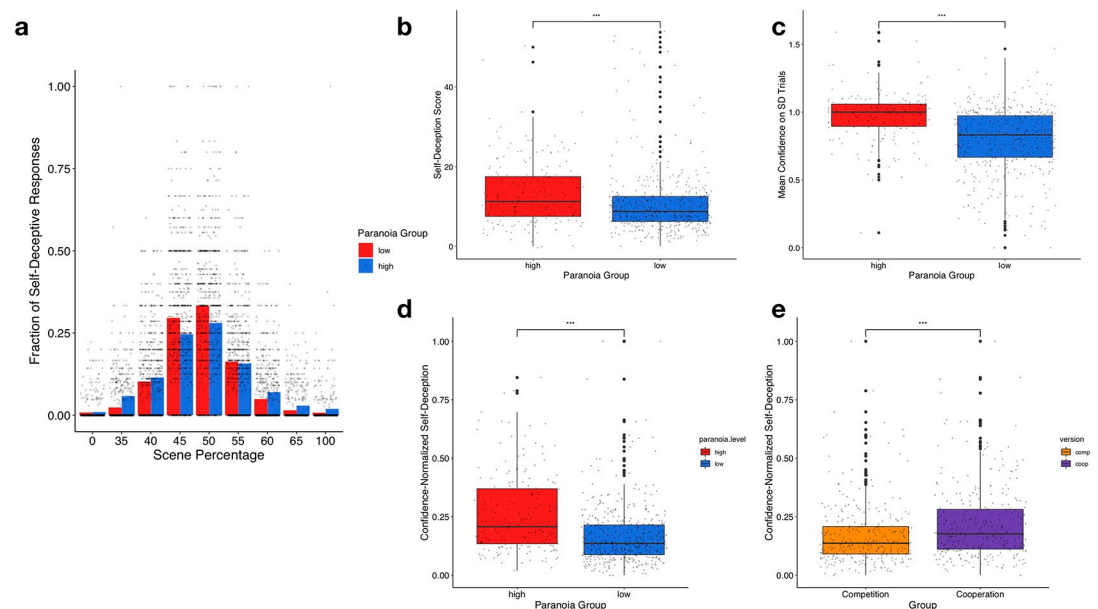 a
Fraction of Self-Deceptive Responses
1.00
0.75
0.50
0.25
0.00
0 35 40 45 50 55 60 65 100
Scene Percentage
Paranoia Group
low
high
b
***
Self-Deception Score
40
20
0
high low
Paranoia Group
c
***
Mean Confidence on SD Trials
1.5
1.0
0.5
0.0
high low
Paranoia Group
d
***
Confidence-Normalized Self-Deception
1.00
0.75
0.50
0.25
0.00
high low
Paranoia Group
paranoia.level
high
low
e
***
Confidence-Normalized Self-Deception
1.00
0.75
0.50
0.25
0.00
Competition Cooperation
Group
version
comp
coop